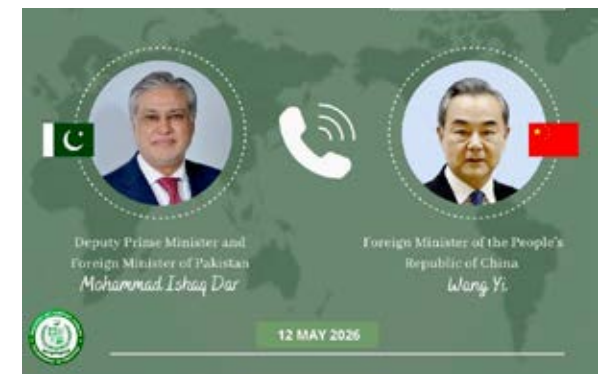 Deputy Prime Minister and
Foreign Minister of Pakistan
Mohammad Ishaq Dar
Foreign Minister of the People's
Republic of China
Wang Yi
12 MAY 2026